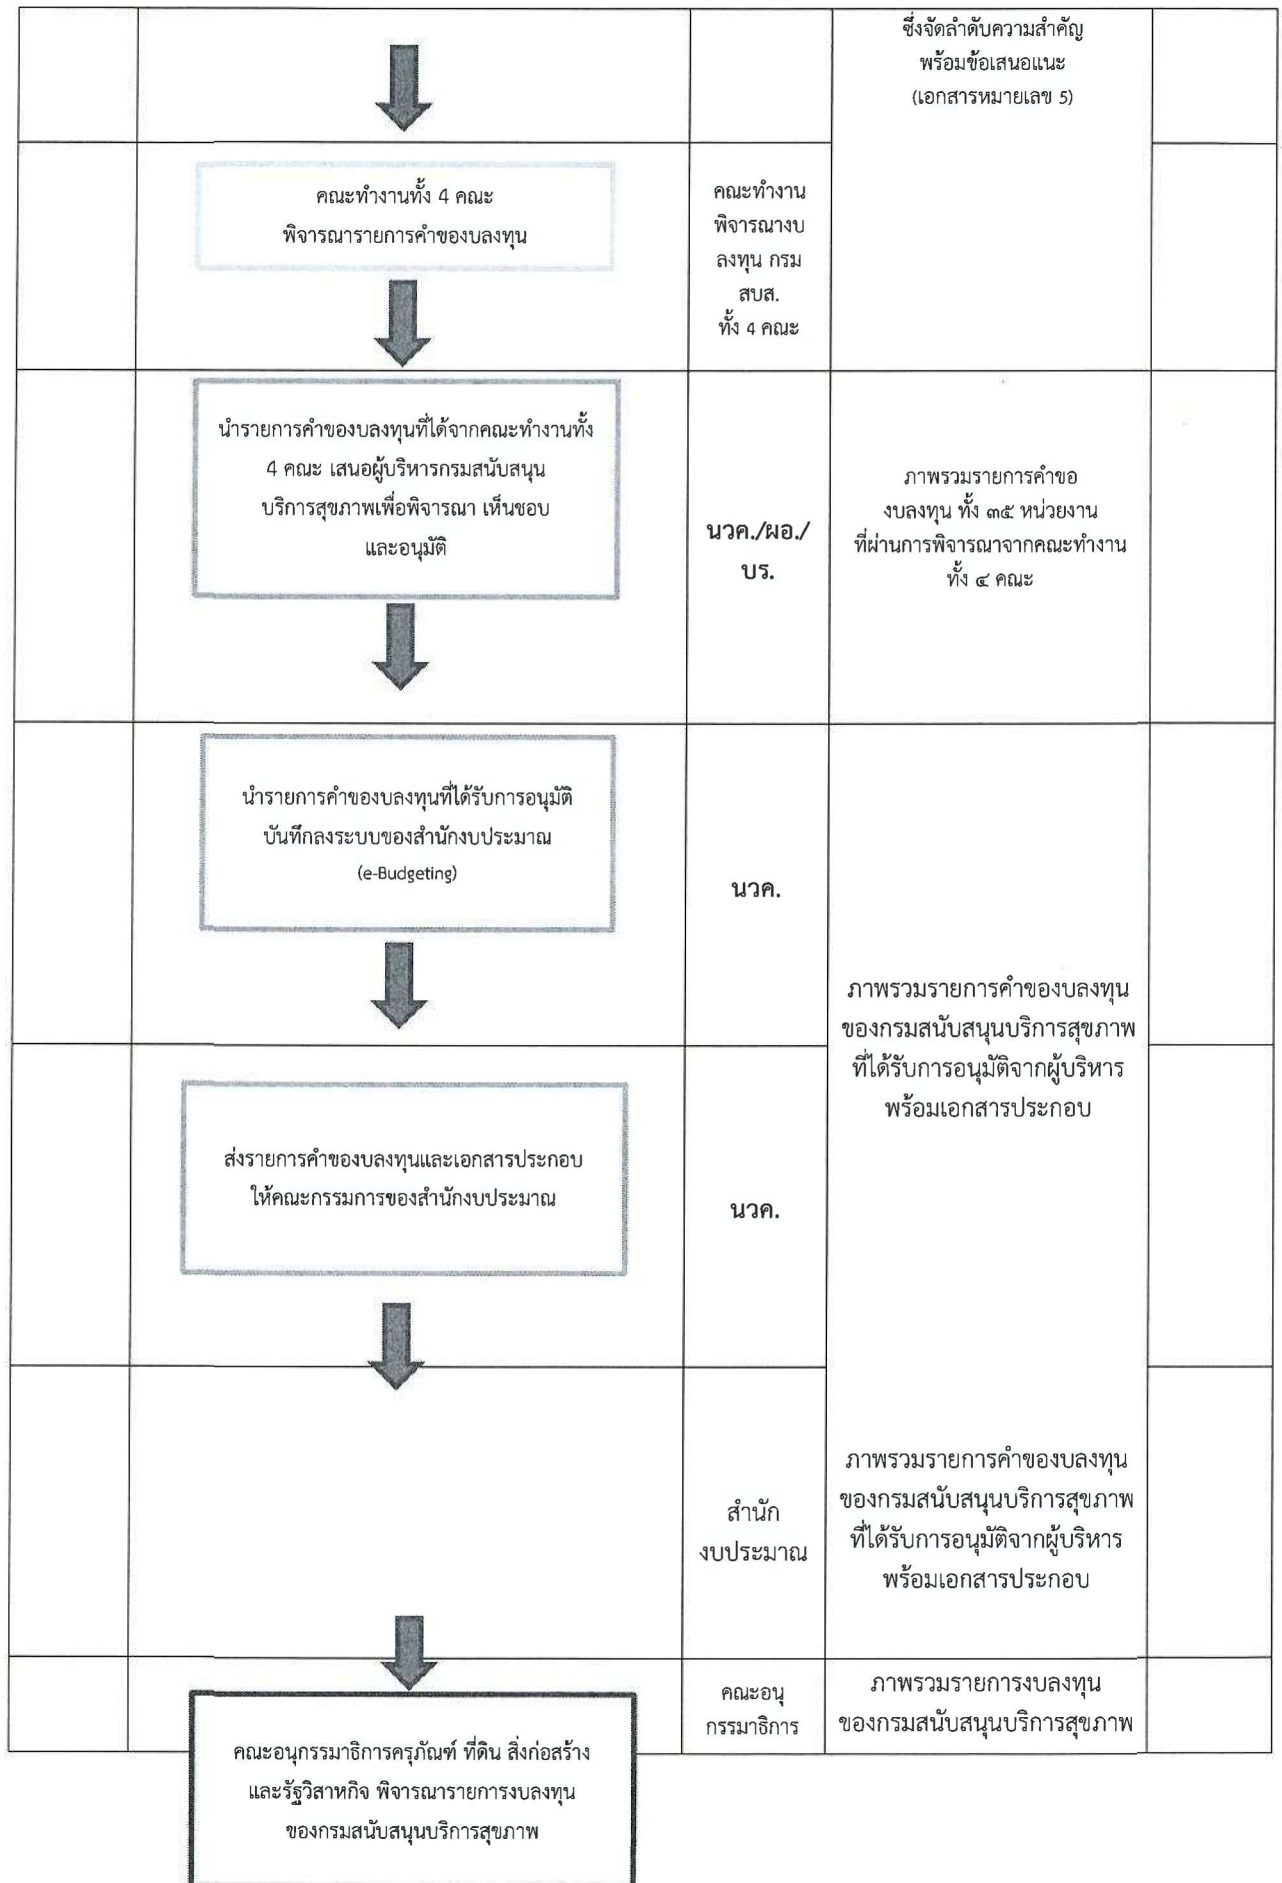 ซึ่งจัดลำดับความสำคัญ
พร้อมข้อเสนอแนะ
(เอกสารหมายเลข 5)
คณะทำงานทั้ง 4 คณะ
พิจารณารายการคำของบลงทุน
คณะทำงาน
พิจารณางบ
ลงทุน กรม
สบส.
ทั้ง 4 คณะ
นำรายการคำของบลงทุนที่ได้จากคณะทำงานทั้ง
4 คณะ เสนอผู้บริหารกรมสนับสนุน
บริการสุขภาพเพื่อพิจารณา เห็นชอบ
และอนุมัติ
นวค./ผอ./
บร.
ภาพรวมรายการคำขอ
งบลงทุน ทั้ง ๓๕ หน่วยงาน
ที่ผ่านการพิจารณาจากคณะทำงาน
ทั้ง ๔ คณะ
นำรายการคำของบลงทุนที่ได้รับการอนุมัติ
บันทึกลงระบบของสำนักงบประมาณ
(e-Budgeting)
นวค.
ภาพรวมรายการคำของบลงทุน
ของกรมสนับสนุนบริการสุขภาพ
ที่ได้รับการอนุมัติจากผู้บริหาร
พร้อมเอกสารประกอบ
ส่งรายการคำของบลงทุนและเอกสารประกอบ
ให้คณะกรรมการของสำนักงบประมาณ
นวค.
สำนัก
งบประมาณ
ภาพรวมรายการคำของบลงทุน
ของกรมสนับสนุนบริการสุขภาพ
ที่ได้รับการอนุมัติจากผู้บริหาร
พร้อมเอกสารประกอบ
คณะอนุ
กรรมาธิการ
ภาพรวมรายการงบลงทุน
ของกรมสนับสนุนบริการสุขภาพ
คณะอนุกรรมาธิการครุภัณฑ์ ที่ดิน สิ่งก่อสร้าง
และรัฐวิสาหกิจ พิจารณารายการงบลงทุน
ของกรมสนับสนุนบริการสุขภาพ